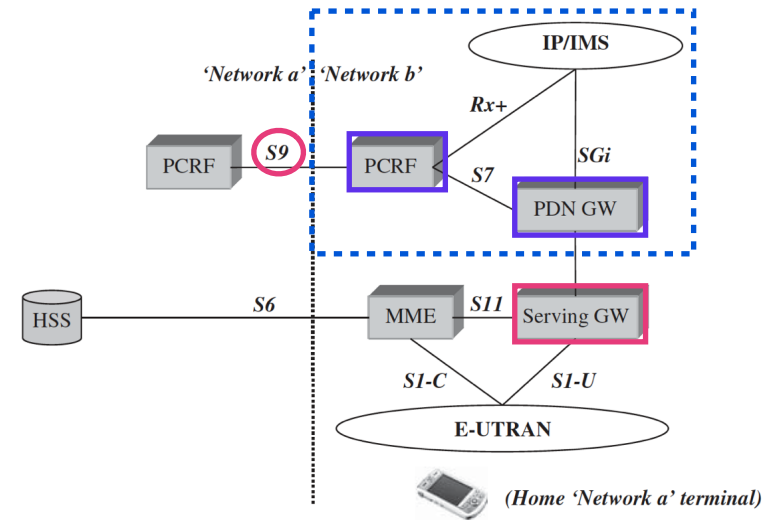 IP/IMS
‘Network a’ ‘Network b’
Rx+
PCRF
S9
PCRF
SGi
S7
PDN GW
HSS
S6
MME
S11
Serving GW
S1-C
S1-U
E-UTRAN
(Home ‘Network a’ terminal)